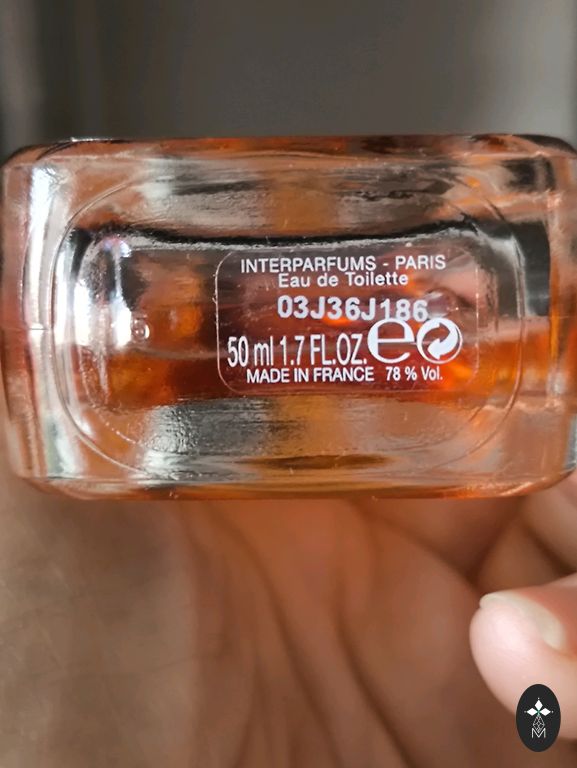 INTERPARFUMS - PARIS
Eau de Toilette
03J36J186
50 ml 1.7 FL.OZ. e
MADE IN FRANCE 78 % Vol.
M